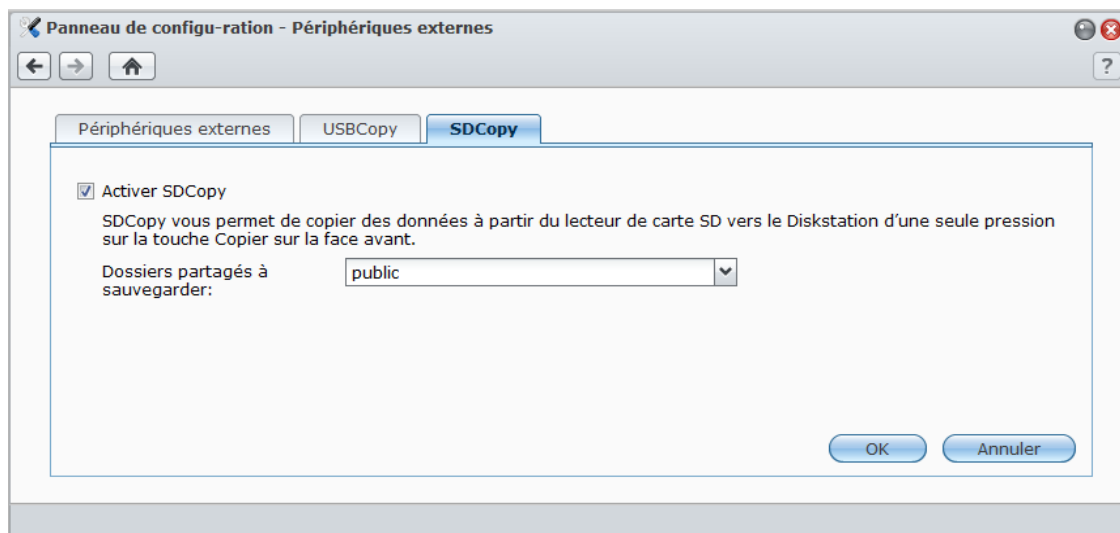 Panneau de configu-ration - Périphériques externes
?
Périphériques externes
USBCopy
SDCopy
Activer SDCopy
SDCopy vous permet de copier des données à partir du lecteur de carte SD vers le Diskstation d'une seule pression
sur la touche Copier sur la face avant.
Dossiers partagés à
sauvegarder:
public
OK
Annuler